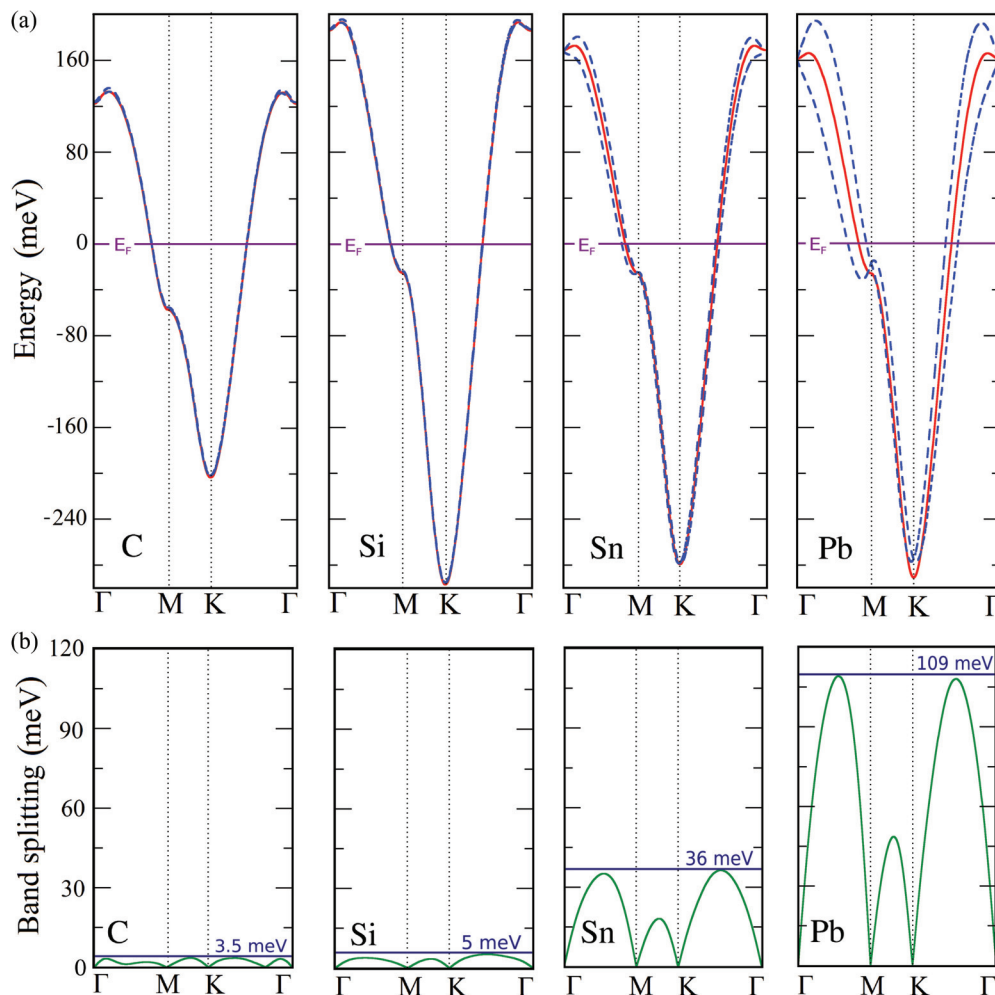 (a)
Energy (meV)
160
80
0
-80
-160
-240
E_F
E_F
E_F
E_F
C
Si
Sn
Pb
Γ M K Γ
Γ M K Γ
Γ M K Γ
Γ M K Γ
(b)
Band splitting (meV)
120
90
60
30
0
109 meV
36 meV
3.5 meV
5 meV
C
Si
Sn
Pb
Γ M K Γ
Γ M K Γ
Γ M K Γ
Γ M K Γ